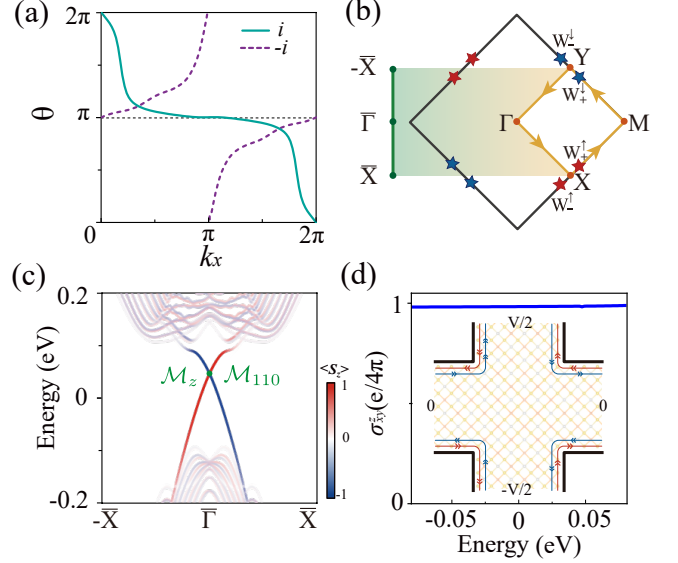 (a)
i
-i
2π
π
θ
0
π
2π
kx
(b)
-X̅
Γ̅
X̅
W₋↓
Y
W₊↓
Γ
M
W₊↑
X
W₋↑
(c)
0.2
0
-0.2
Energy (eV)
ℳz
ℳ110
-X̅
Γ̅
X̅
<sz>
1
0
-1
(d)
1
0
σᶻxy(e/4π)
V/2
0
0
-V/2
-0.05
0
0.05
Energy (eV)